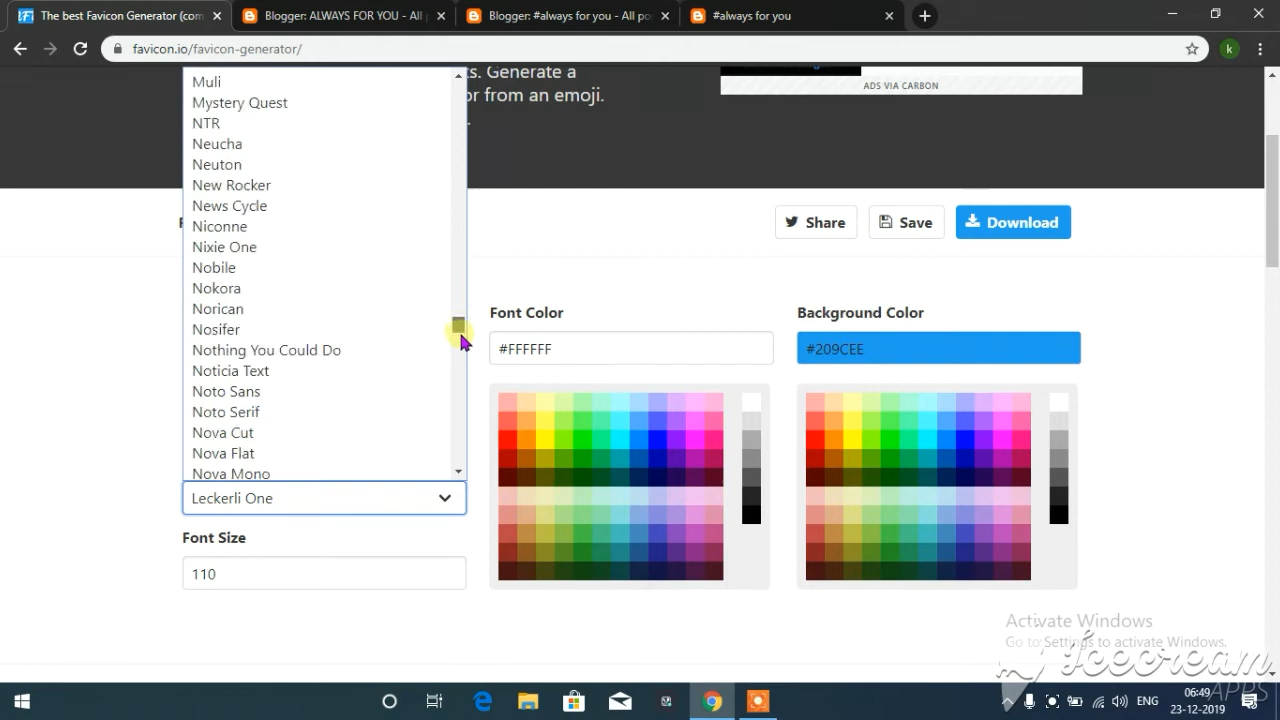 The best Favicon Generator (com
Blogger: ALWAYS FOR YOU - All p
Blogger: #always for you - All po
#always for you
favicon.io/favicon-generator/
k
ks. Generate a
or from an emoji.
ADS VIA CARBON
Share
Save
Download
Muli
Mystery Quest
NTR
Neucha
Neuton
New Rocker
News Cycle
Niconne
Nixie One
Nobile
Nokora
Norican
Nosifer
Nothing You Could Do
Noticia Text
Noto Sans
Noto Serif
Nova Cut
Nova Flat
Nova Mono
Leckerli One
Font Size
110
Font Color
#FFFFFF
Background Color
#209CEE
Activate Windows
Go to Settings to activate Windows.
Icecream
APPS
ENG
06:49
23-12-2019